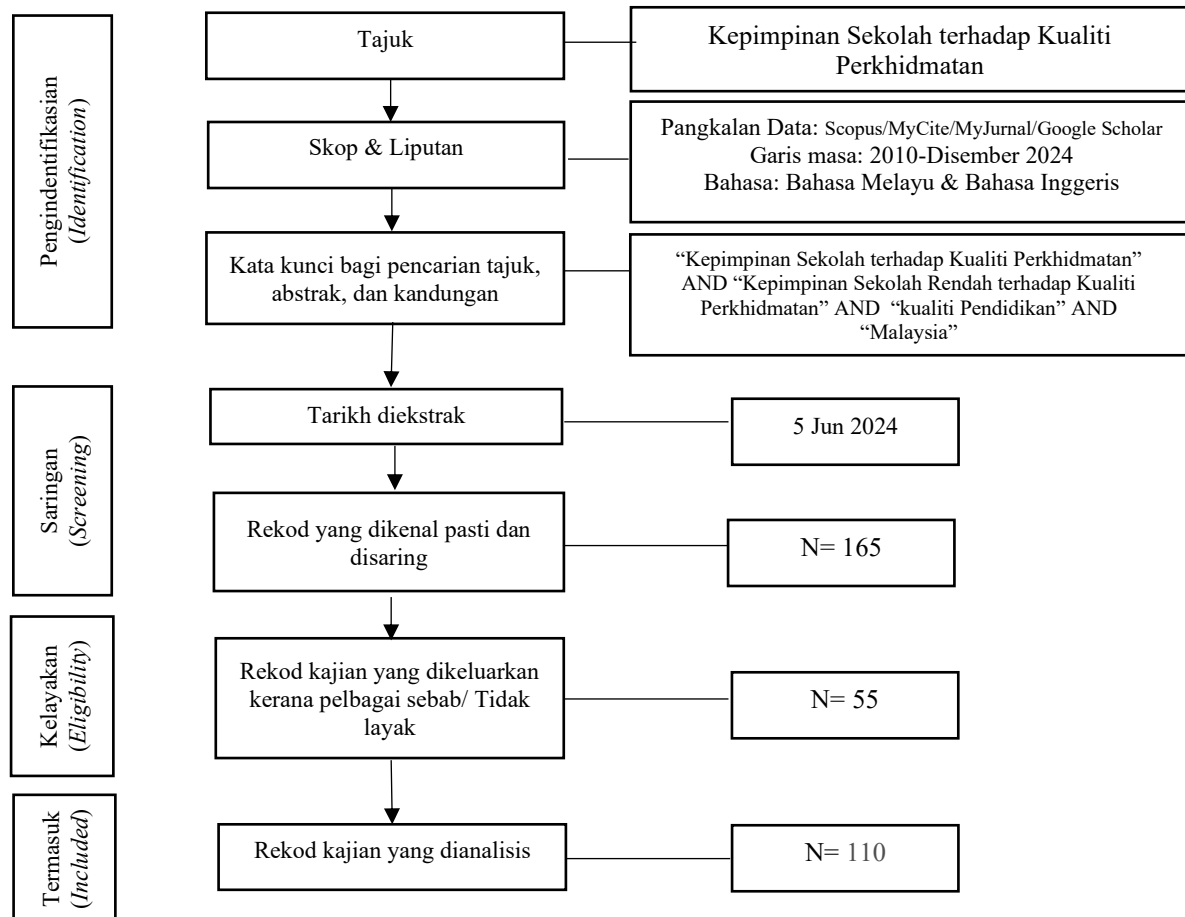 Pengindentifikasian
(Identification)
Tajuk
Kepimpinan Sekolah terhadap Kualiti
Perkhidmatan
Skop & Liputan
Pangkalan Data: Scopus/MyCite/MyJurnal/Google Scholar
Garis masa: 2010-Disember 2024
Bahasa: Bahasa Melayu & Bahasa Inggeris
Kata kunci bagi pencarian tajuk,
abstrak, dan kandungan
“Kepimpinan Sekolah terhadap Kualiti Perkhidmatan”
AND “Kepimpinan Sekolah Rendah terhadap Kualiti
Perkhidmatan” AND “kualiti Pendidikan” AND
“Malaysia”
Saringan
(Screening)
Tarikh diekstrak
5 Jun 2024
Rekod yang dikenal pasti dan
disaring
N= 165
Kelayakan
(Eligibility)
Rekod kajian yang dikeluarkan
kerana pelbagai sebab/ Tidak
layak
N= 55
Termasuk
(Included)
Rekod kajian yang dianalisis
N= 110